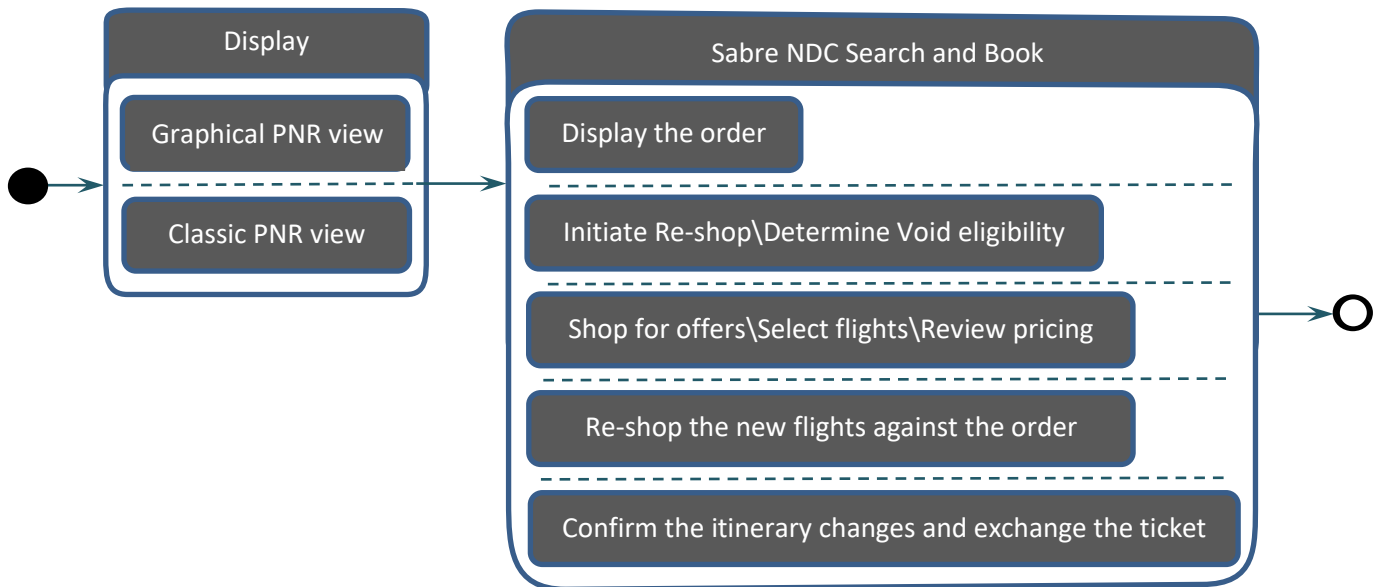 Display
Graphical PNR view
Classic PNR view
Sabre NDC Search and Book
Display the order
Initiate Re-shop\Determine Void eligibility
Shop for offers\Select flights\Review pricing
Re-shop the new flights against the order
Confirm the itinerary changes and exchange the ticket